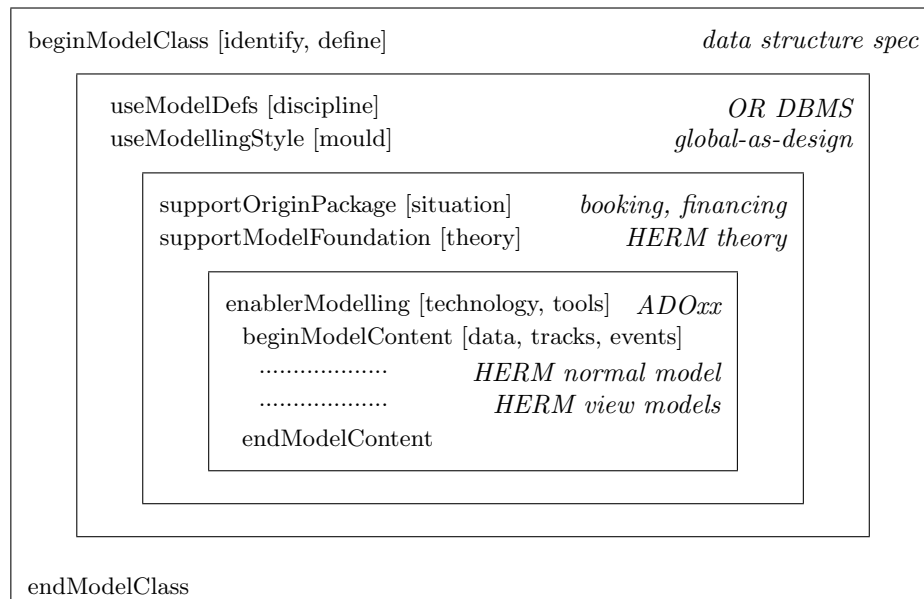 beginModelClass [identify, define] data structure spec
useModelDefs [discipline] OR DBMS
useModellingStyle [mould] global-as-design
supportOriginPackage [situation] booking, financing
supportModelFoundation [theory] HERM theory
enablerModelling [technology, tools] ADOxx
beginModelContent [data, tracks, events]
................... HERM normal model
................... HERM view models
endModelContent
endModelClass